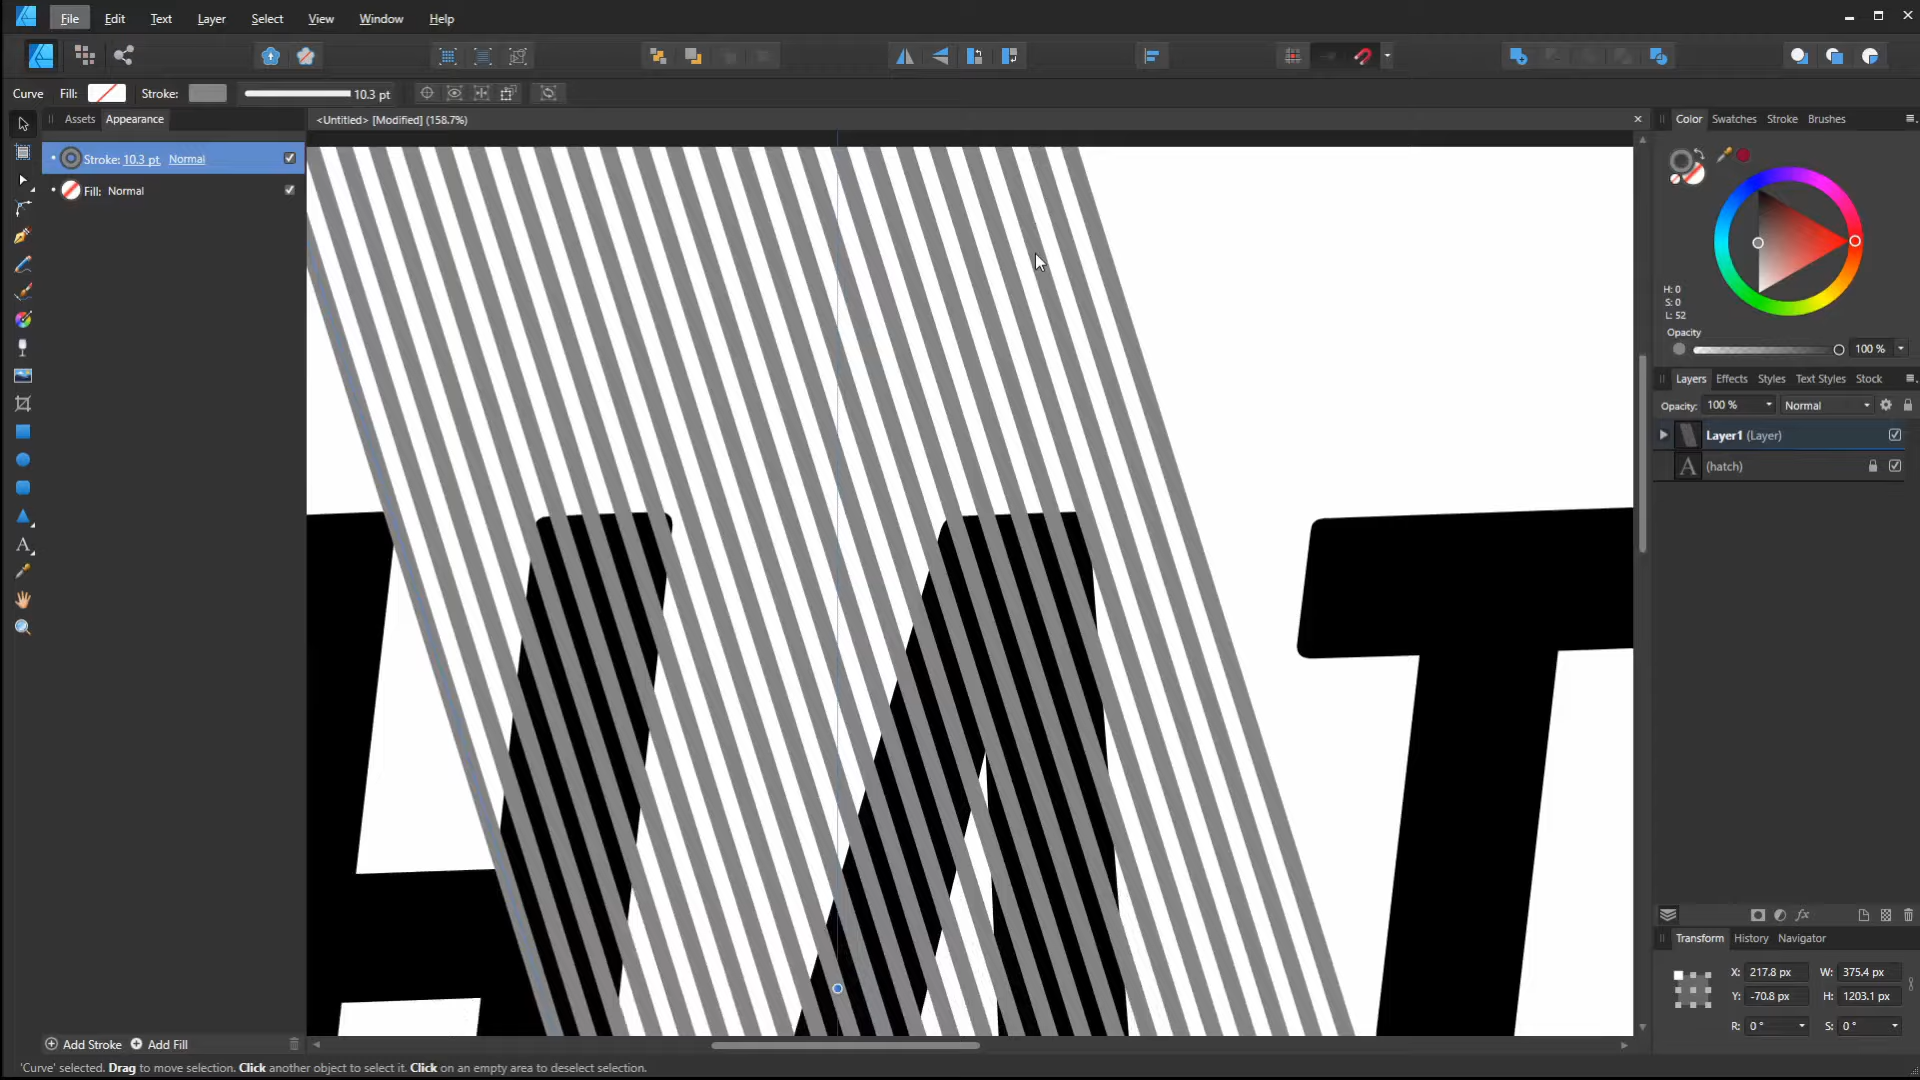 File Edit Text Layer Select View Window Help
Curve Fill: Stroke: 10.3 pt
Assets Appearance
<Untitled> [Modified] (158.7%)
Color Swatches Stroke Brushes
Stroke: 10.3 pt Normal
Fill: Normal
H: 0
S: 0
L: 52
Opacity
100 %
Layers Effects Styles Text Styles Stock
Opacity: 100 % Normal
Layer1 (Layer)
A (hatch)
Transform History Navigator
X: 217.8 px W: 375.4 px
Y: -70.8 px H: 1203.1 px
R: 0 ° S: 0 °
Add Stroke Add Fill
'Curve' selected. Drag to move selection. Click another object to select it. Click on an empty area to deselect selection.